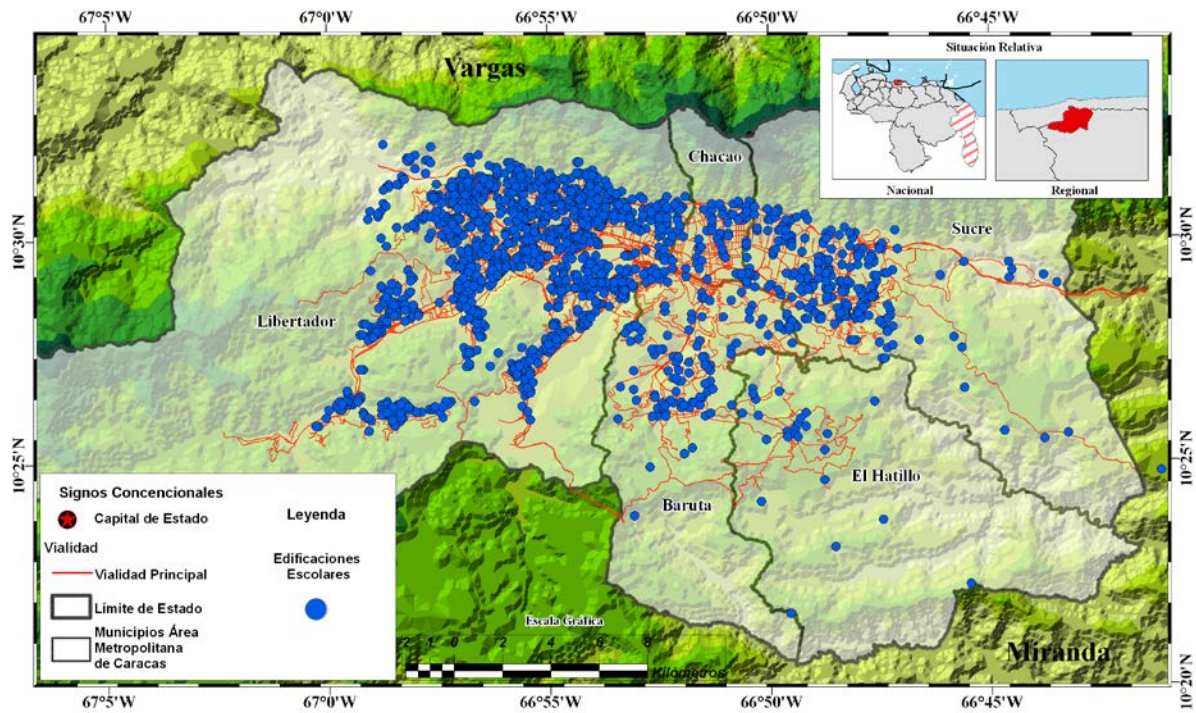 67°5'W 67°0'W 66°55'W 66°50'W 66°45'W
Vargas
Situación Relativa
Nacional
Regional
Chacao
Sucre
10°30'N
10°30'N
Libertador
10°25'N
10°25'N
El Hatillo
Baruta
Signos Concencionales
Capital de Estado
Leyenda
Vialidad
Vialidad Principal
Edificaciones
Escolares
Límite de Estado
Municipios Área
Metropolitana
de Caracas
Escala Gráfica
2 1 0 2 4 6 8
Kilómetros
Miranda
10°20'N
67°5'W 67°0'W 66°55'W 66°50'W 66°45'W